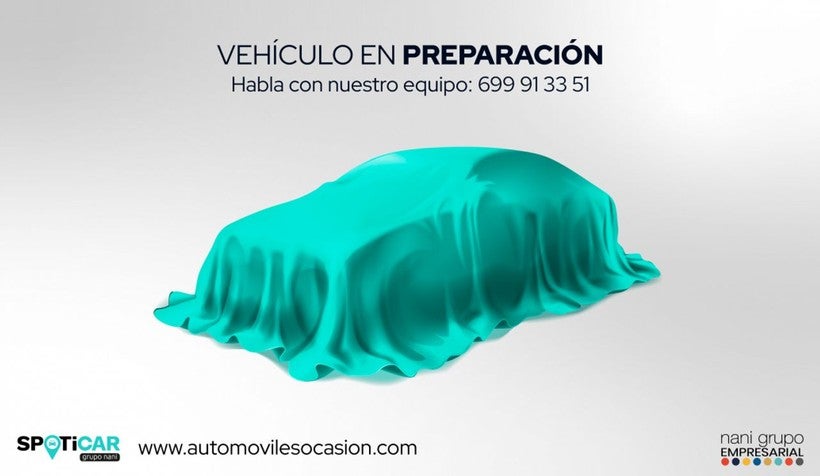 VEHÍCULO EN PREPARACIÓN
Habla con nuestro equipo: 699 91 33 51
SPOTiCAR
grupo nani
www.automovilesocasion.com
nani grupo
EMPRESARIAL